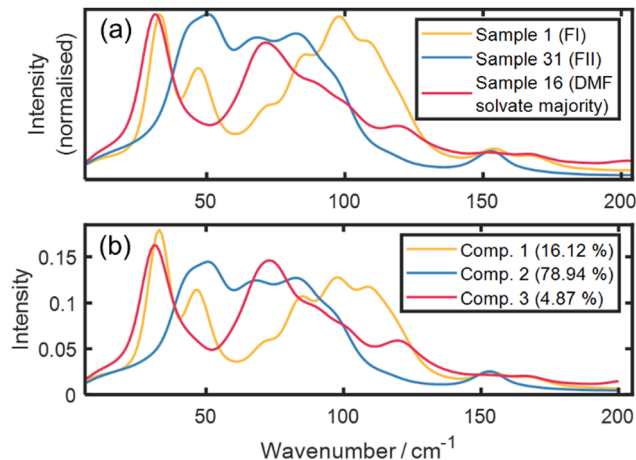 (a)
Sample 1 (FI)
Sample 31 (FII)
Sample 16 (DMF
solvate majority)
Intensity
(normalised)
50
100
150
200
(b)
Comp. 1 (16.12 %)
Comp. 2 (78.94 %)
Comp. 3 (4.87 %)
Intensity
0.15
0.1
0.05
0
50
100
150
200
Wavenumber / cm⁻¹